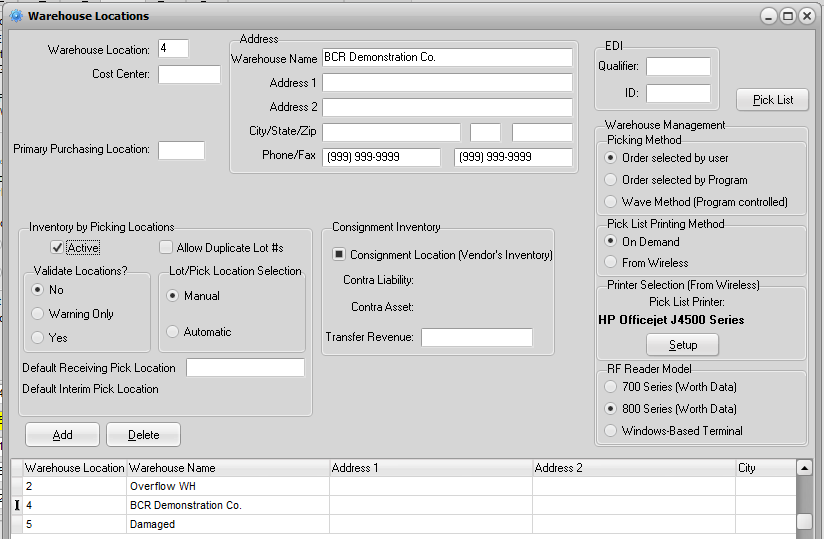 Warehouse Locations
Warehouse Location: 4
Cost Center:
Primary Purchasing Location:
Address
Warehouse Name BCR Demonstration Co.
Address 1
Address 2
City/State/Zip
Phone/Fax (999) 999-9999 (999) 999-9999
EDI
Qualifier:
ID:
Pick List
Warehouse Management
Picking Method
Order selected by user
Order selected by Program
Wave Method (Program controlled)
Pick List Printing Method
On Demand
From Wireless
Printer Selection (From Wireless)
Pick List Printer:
HP Officejet J4500 Series
Setup
RF Reader Model
700 Series (Worth Data)
800 Series (Worth Data)
Windows-Based Terminal
Inventory by Picking Locations
Active Allow Duplicate Lot #s
Validate Locations?
No
Warning Only
Yes
Lot/Pick Location Selection
Manual
Automatic
Default Receiving Pick Location
Default Interim Pick Location
Consignment Inventory
Consignment Location (Vendor's Inventory)
Contra Liability:
Contra Asset:
Transfer Revenue:
Add Delete
Warehouse Location Warehouse Name Address 1 Address 2 City
2 Overflow WH
4 BCR Demonstration Co.
5 Damaged